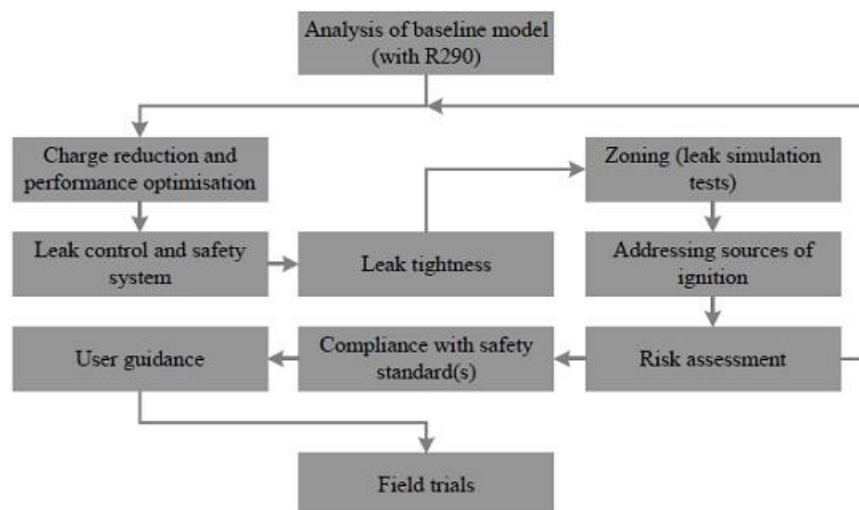 Analysis of baseline model
(with R290)
Charge reduction and
performance optimisation
Zoning (leak simulation
tests)
Leak control and safety
system
Leak tightness
Addressing sources of
ignition
User guidance
Compliance with safety
standard(s)
Risk assessment
Field trials